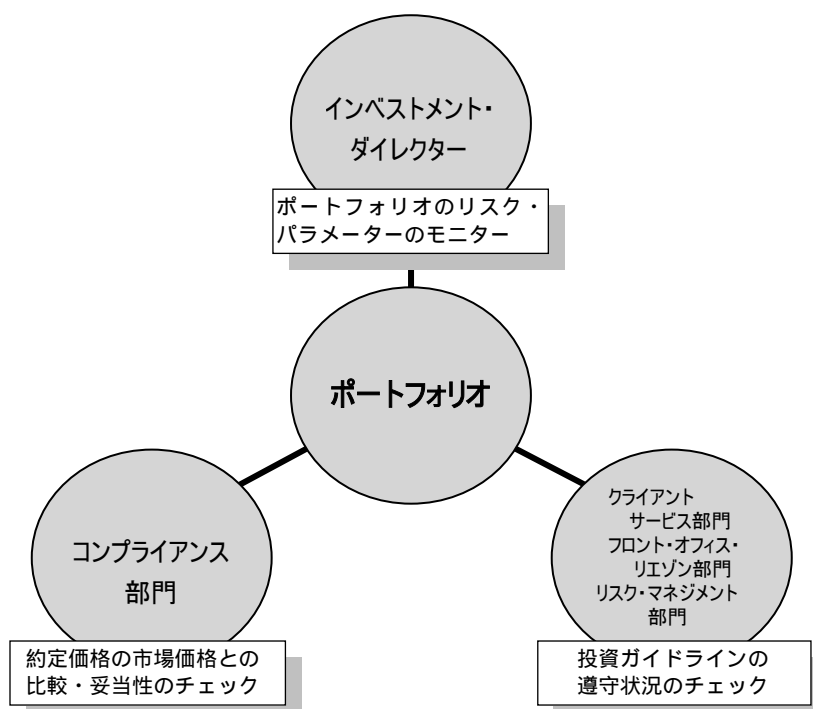 インベストメント・
ダイレクター
ポートフォリオのリスク・
パラメーターのモニター
ポートフォリオ
コンプライアンス
部門
約定価格の市場価格との
比較・妥当性のチェック
クライアント
サービス部門
フロント・オフィス・
リエゾン部門
リスク・マネジメント
部門
投資ガイドラインの
遵守状況のチェック